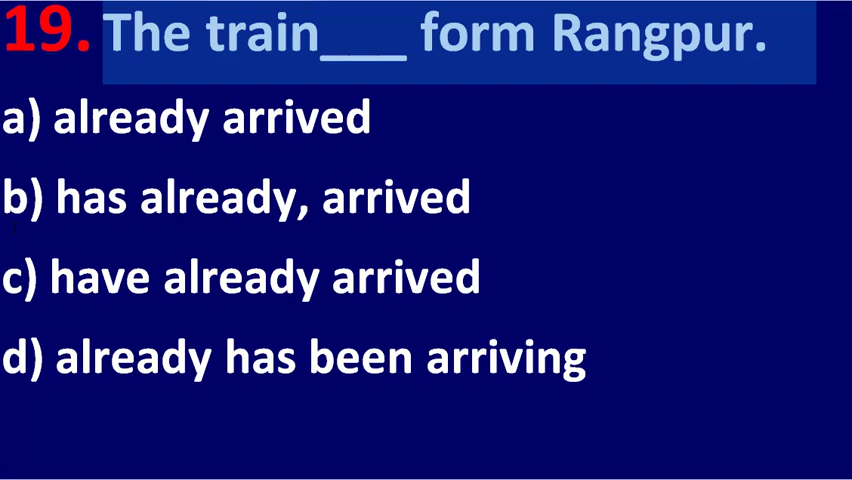 19. The train___ form Rangpur.
a) already arrived
b) has already, arrived
c) have already arrived
d) already has been arriving